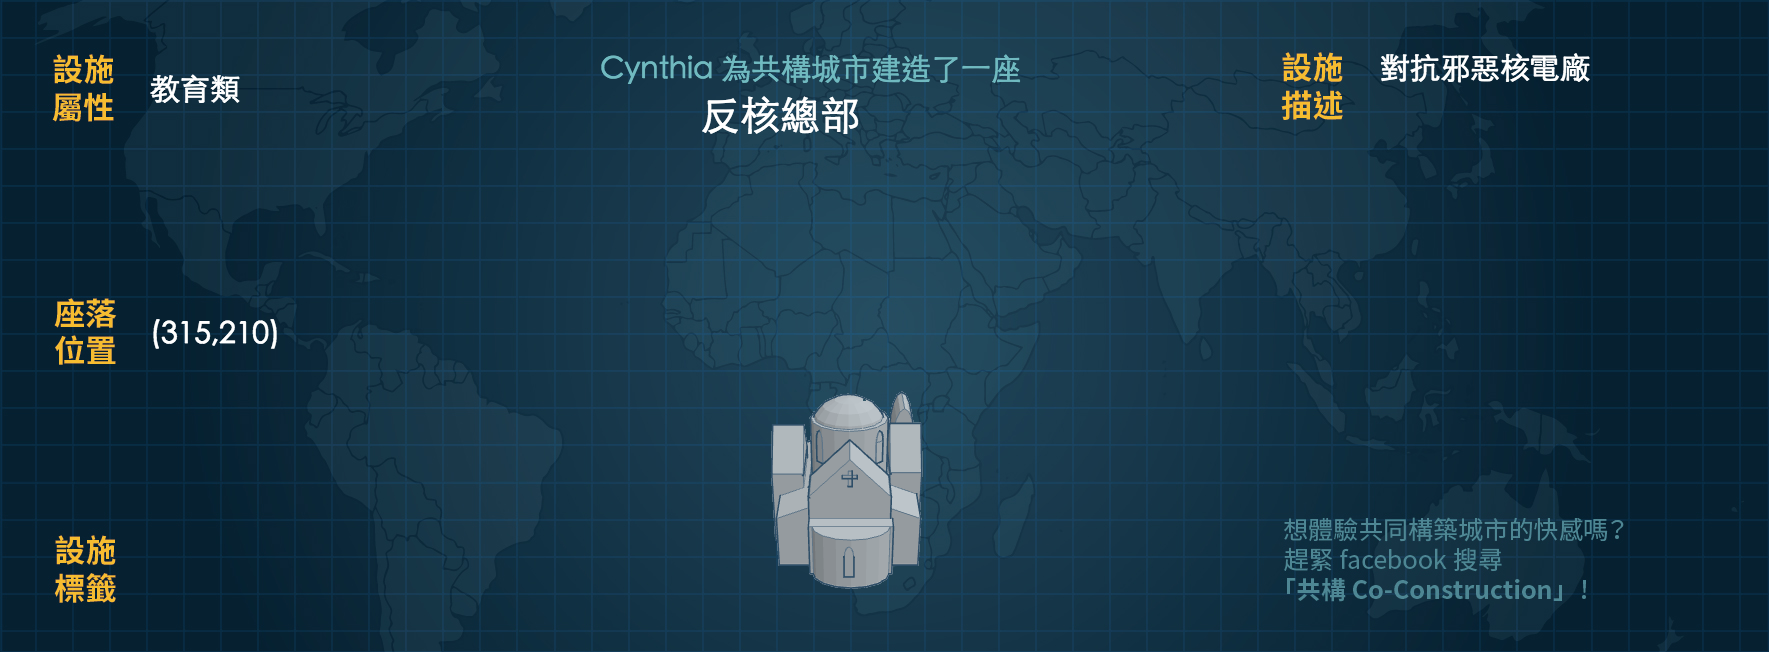 設施
屬性
教育類
Cynthia 為共構城市建造了一座
反核總部
設施
描述
對抗邪惡核電廠
座落
位置
(315,210)
設施
標籤
想體驗共同構築城市的快感嗎？
趕緊 facebook 搜尋
「共構 Co-Construction」！